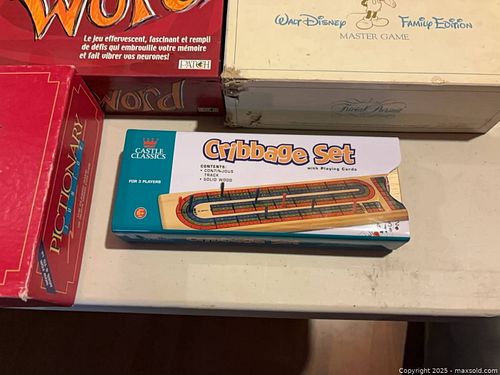 WORD
Le jeu effervescent, fascinant et rempli
de défis qui embrouille votre mémoire
et fait vibrer vos neurones!
PATCH
WORD
WALT DISNEY FAMILY EDITION
MASTER GAME
Trivial Pursuit
PICTIONARY
CASTLE
CLASSICS
FOR 2 PLAYERS
Cribbage Set
with Playing Cards
CONTENTS:
• CONTINUOUS
TRACK
• SOLID WOOD
Copyright 2025 - maxsold.com